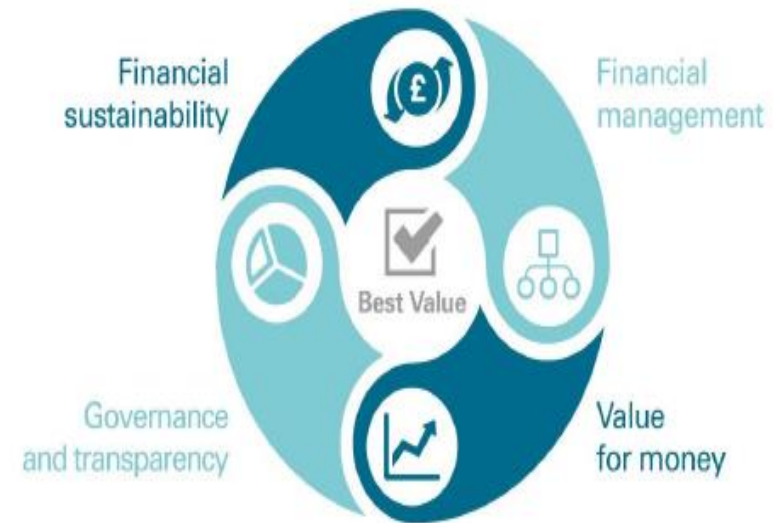 Financial
sustainability
Financial
management
£
Best Value
Governance
and transparency
Value
for money